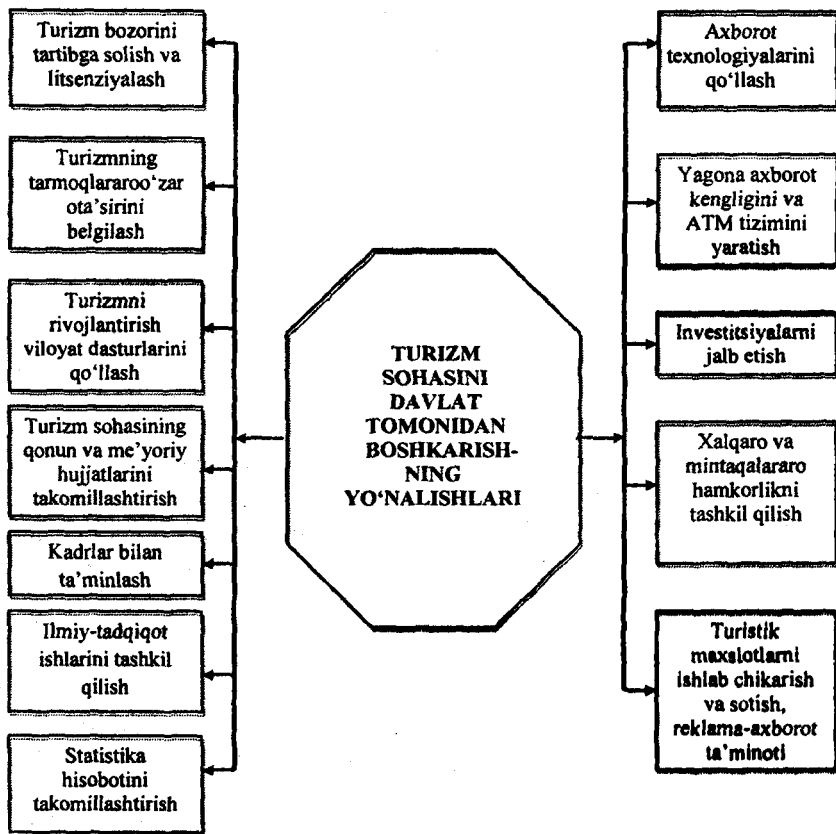 Turizm bozorini
tartibga solish va
litsenziyalash
Turizmning
tarmoqlararoo‘zar
ota’sirini
belgilash
Turizmni
rivojlantirish
viloyat dasturlarini
qo‘llash
Turizm sohasining
qonun va me’yoriy
hujjatlarini
takomillashtirish
Kadrlar bilan
ta’minlash
Ilmiy-tadqiqot
ishlarini tashkil
qilish
Statistika
hisobotini
takomillashtirish
TURIZM
SOHASINI
DAVLAT
TOMONIDAN
BOSHKARISH-
NING
YO‘NALISHLARI
Axborot
texnologiyalarini
qo‘llash
Yagona axborot
kengligini va
ATM tizimini
yaratish
Investitsiyalarni
jalb etish
Xalqaro va
mintaqalararo
hamkorlikni
tashkil qilish
Turistik
maxslotlarni
ishlab chikarish
va sotish,
reklama-axborot
ta’minoti